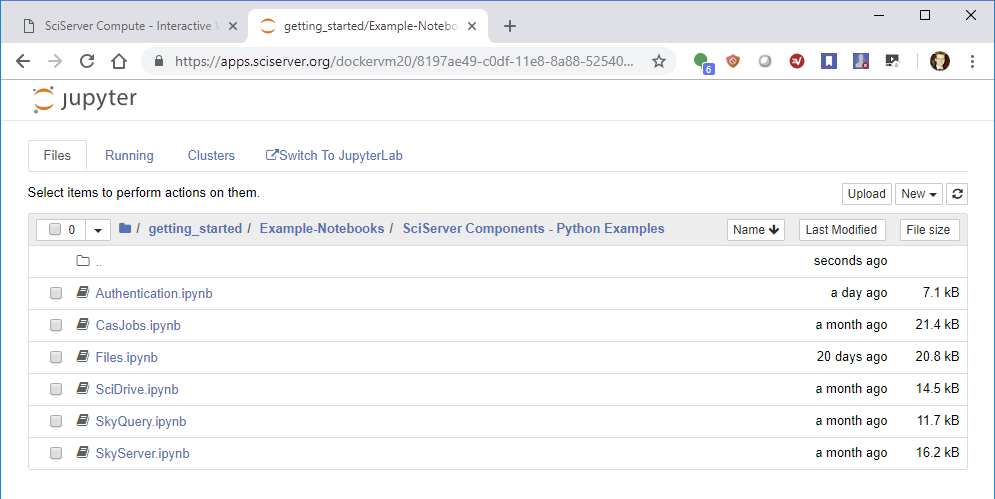 SciServer Compute - Interactive
getting_started/Example-Notebo
https://apps.sciserver.org/dockervm20/8197ae49-c0df-11e8-8a88-52540...
6
jupyter
Files Running Clusters Switch To JupyterLab
Select items to perform actions on them.
Upload New
0 / getting_started / Example-Notebooks / SciServer Components - Python Examples Name Last Modified File size
.. seconds ago
Authentication.ipynb a day ago 7.1 kB
CasJobs.ipynb a month ago 21.4 kB
Files.ipynb 20 days ago 20.8 kB
SciDrive.ipynb a month ago 14.5 kB
SkyQuery.ipynb a month ago 11.7 kB
SkyServer.ipynb a month ago 16.2 kB